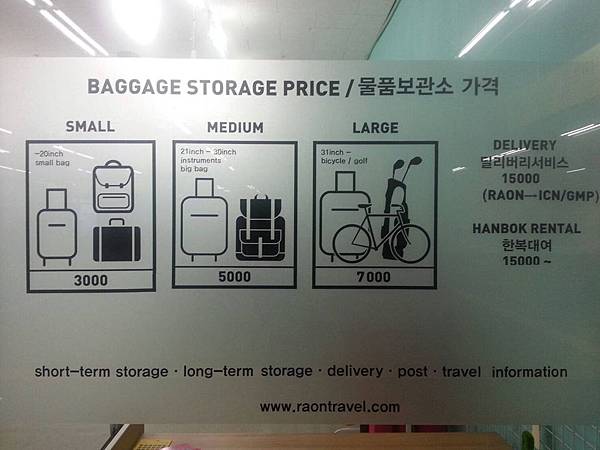 BAGGAGE STORAGE PRICE / 물품보관소 가격
SMALL
-20inch
small bag
3000
MEDIUM
21inch - 30inch
instruments
big bag
5000
LARGE
31inch -
bicycle / golf
7000
DELIVERY
딜리버리서비스
15000
(RAON→ICN/GMP)
HANBOK RENTAL
한복대여
15000 ~
short-term storage · long-term storage · delivery · post · travel information
www.raontravel.com